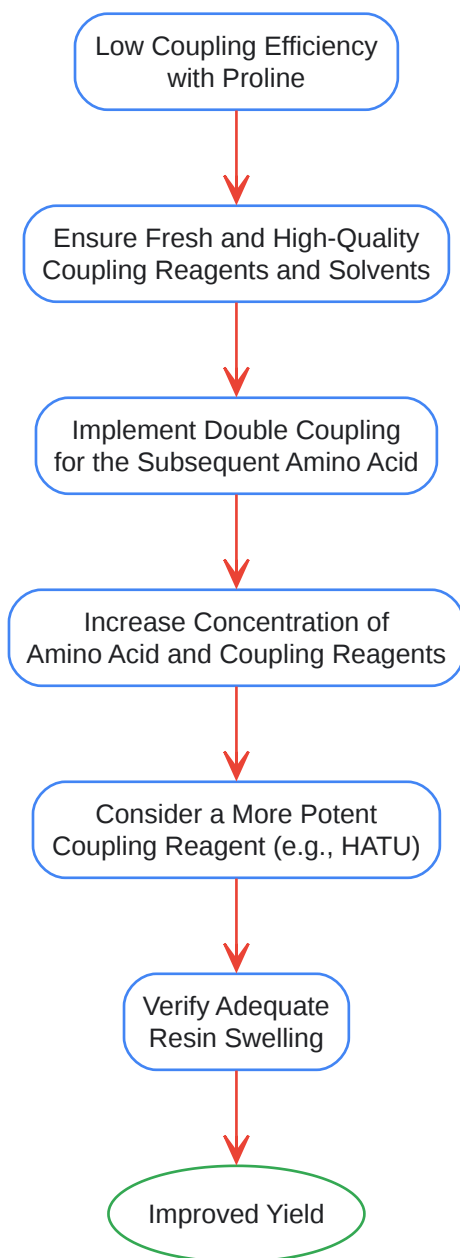 Low Coupling Efficiency
with Proline
Ensure Fresh and High-Quality
Coupling Reagents and Solvents
Implement Double Coupling
for the Subsequent Amino Acid
Increase Concentration of
Amino Acid and Coupling Reagents
Consider a More Potent
Coupling Reagent (e.g., HATU)
Verify Adequate
Resin Swelling
Improved Yield